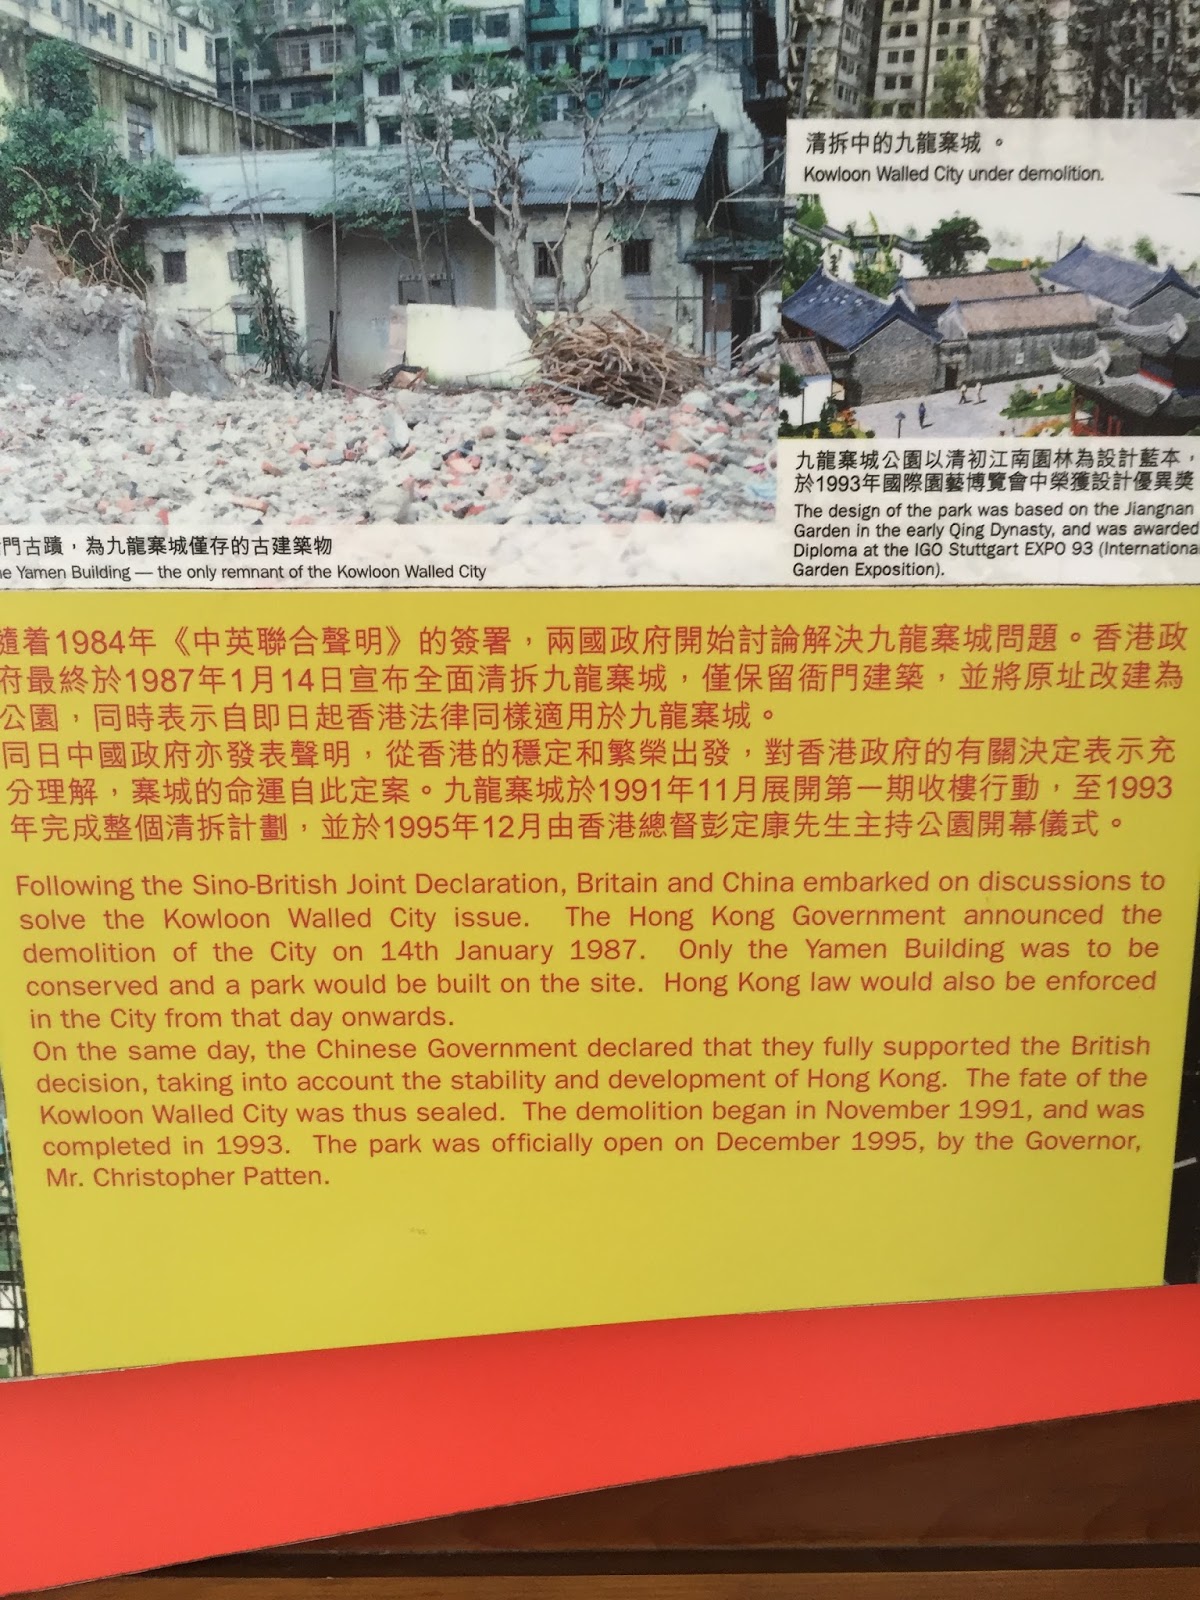 清拆中的九龍寨城。
Kowloon Walled City under demolition.
九龍寨城公園以清初江南園林為設計藍本，
於1993年國際園藝博覽會中榮獲設計優異獎
The design of the park was based on the Jiangnan
Garden in the early Qing Dynasty, and was awarded
Diploma at the IGO Stuttgart EXPO 93 (Internationa
Garden Exposition).
門古蹟，為九龍寨城僅存的古建築物
e Yamen Building — the only remnant of the Kowloon Walled City
隨着1984年《中英聯合聲明》的簽署，兩國政府開始討論解決九龍寨城問題。香港政
府最終於1987年1月14日宣布全面清拆九龍寨城，僅保留衙門建築，並將原址改建為
公園，同時表示自即日起香港法律同樣適用於九龍寨城。
同日中國政府亦發表聲明，從香港的穩定和繁榮出發，對香港政府的有關決定表示充
分理解，寨城的命運自此定案。九龍寨城於1991年11月展開第一期收樓行動，至1993
年完成整個清拆計劃，並於1995年12月由香港總督彭定康先生主持公園開幕儀式。
Following the Sino-British Joint Declaration, Britain and China embarked on discussions to
solve the Kowloon Walled City issue. The Hong Kong Government announced the
demolition of the City on 14th January 1987. Only the Yamen Building was to be
conserved and a park would be built on the site. Hong Kong law would also be enforced
in the City from that day onwards.
On the same day, the Chinese Government declared that they fully supported the British
decision, taking into account the stability and development of Hong Kong. The fate of the
Kowloon Walled City was thus sealed. The demolition began in November 1991, and was
completed in 1993. The park was officially open on December 1995, by the Governor,
Mr. Christopher Patten.